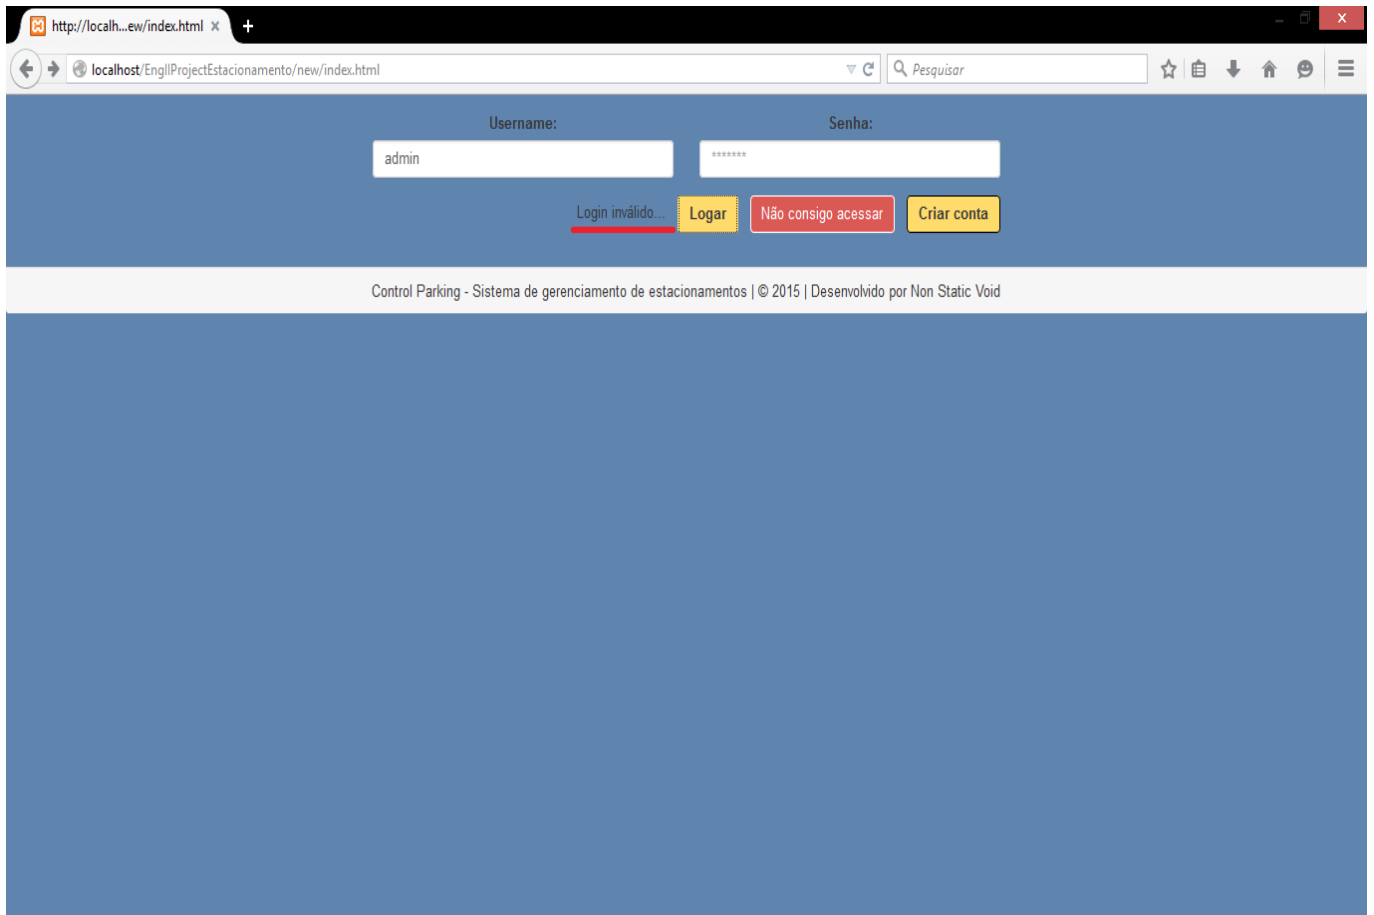 http://localh...ew/index.html
localhost/EngIIProjectEstacionamento/new/index.html
Pesquisar
Username: Senha:
admin *******
Login inválido... Logar Não consigo acessar Criar conta
Control Parking - Sistema de gerenciamento de estacionamentos | © 2015 | Desenvolvido por Non Static Void